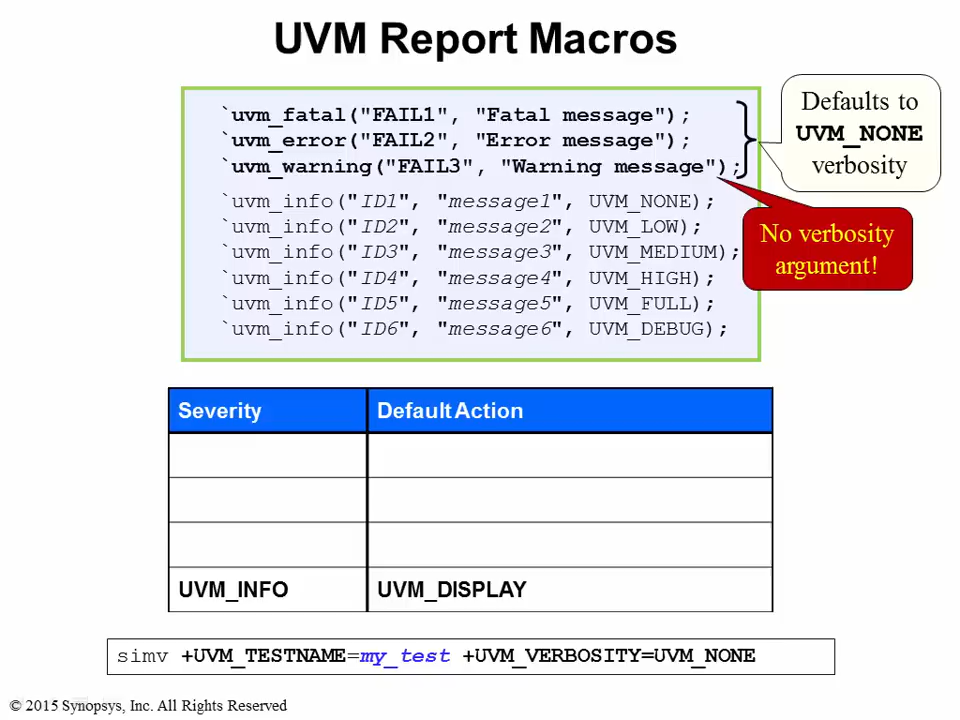 UVM Report Macros
`uvm_fatal("FAIL1", "Fatal message");
`uvm_error("FAIL2", "Error message");
`uvm_warning("FAIL3", "Warning message");
Defaults to
UVM_NONE
verbosity
`uvm_info("ID1", "message1", UVM_NONE);
`uvm_info("ID2", "message2", UVM_LOW);
`uvm_info("ID3", "message3", UVM_MEDIUM);
`uvm_info("ID4", "message4", UVM_HIGH);
`uvm_info("ID5", "message5", UVM_FULL);
`uvm_info("ID6", "message6", UVM_DEBUG);
No verbosity
argument!
Severity Default Action
UVM_INFO UVM_DISPLAY
simv +UVM_TESTNAME=my_test +UVM_VERBOSITY=UVM_NONE
© 2015 Synopsys, Inc. All Rights Reserved